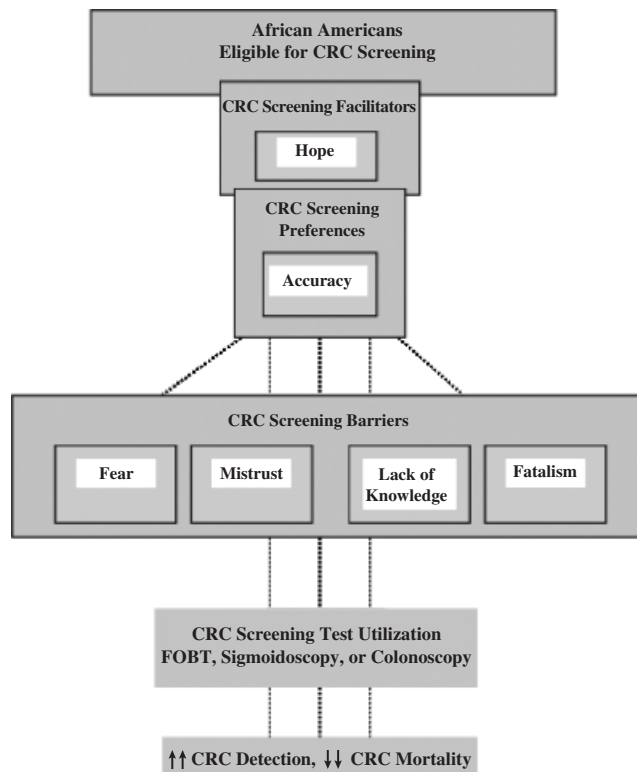 African Americans
Eligible for CRC Screening
CRC Screening Facilitators
Hope
CRC Screening
Preferences
Accuracy
CRC Screening Barriers
Fear
Mistrust
Lack of
Knowledge
Fatalism
CRC Screening Test Utilization
FOBT, Sigmoidoscopy, or Colonoscopy
↑↑ CRC Detection, ↓↓ CRC Mortality